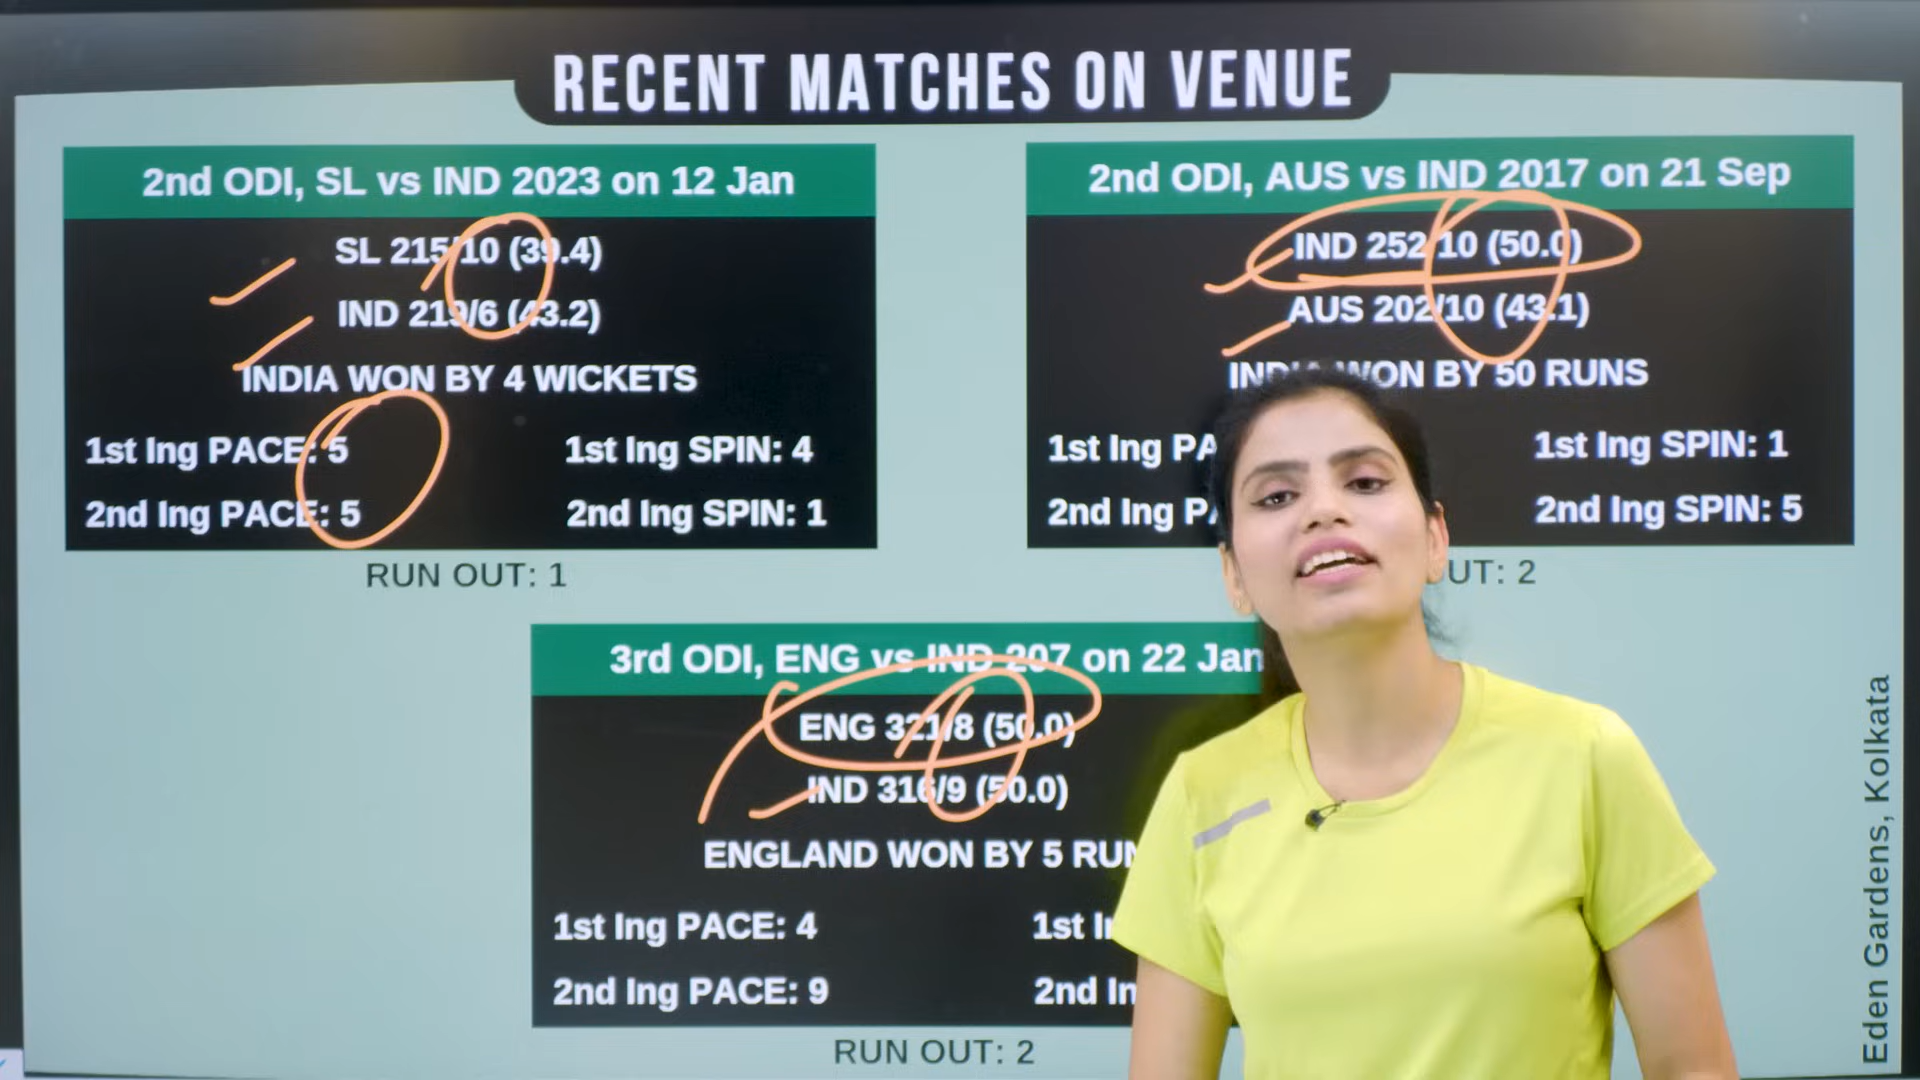 RECENT MATCHES ON VENUE
2nd ODI, SL vs IND 2023 on 12 Jan
SL 215/10 (39.4)
IND 219/6 (43.2)
INDIA WON BY 4 WICKETS
1st Ing PACE: 5
1st Ing SPIN: 4
2nd Ing PACE: 5
2nd Ing SPIN: 1
RUN OUT: 1
2nd ODI, AUS vs IND 2017 on 21 Sep
IND 252/10 (50.0)
AUS 202/10 (43.1)
INDIA WON BY 50 RUNS
1st Ing
1st Ing SPIN: 1
2nd Ing
2nd Ing SPIN: 5
2
3rd ODI, ENG vs IND 207 on 22 Jan
ENG 321/8 (50.0)
IND 316/9 (50.0)
ENGLAND WON BY 5
1st Ing PACE: 4
1st
2nd Ing PACE: 9
2nd
RUN OUT: 2
Eden Gardens, Kolkata